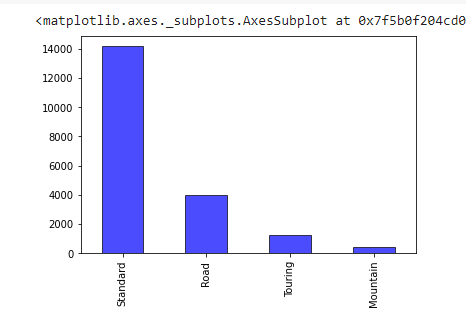 <matplotlib.axes._subplots.AxesSubplot at 0x7f5b0f204cd0
14000
12000
10000
8000
6000
4000
2000
0
Standard
Road
Touring
Mountain